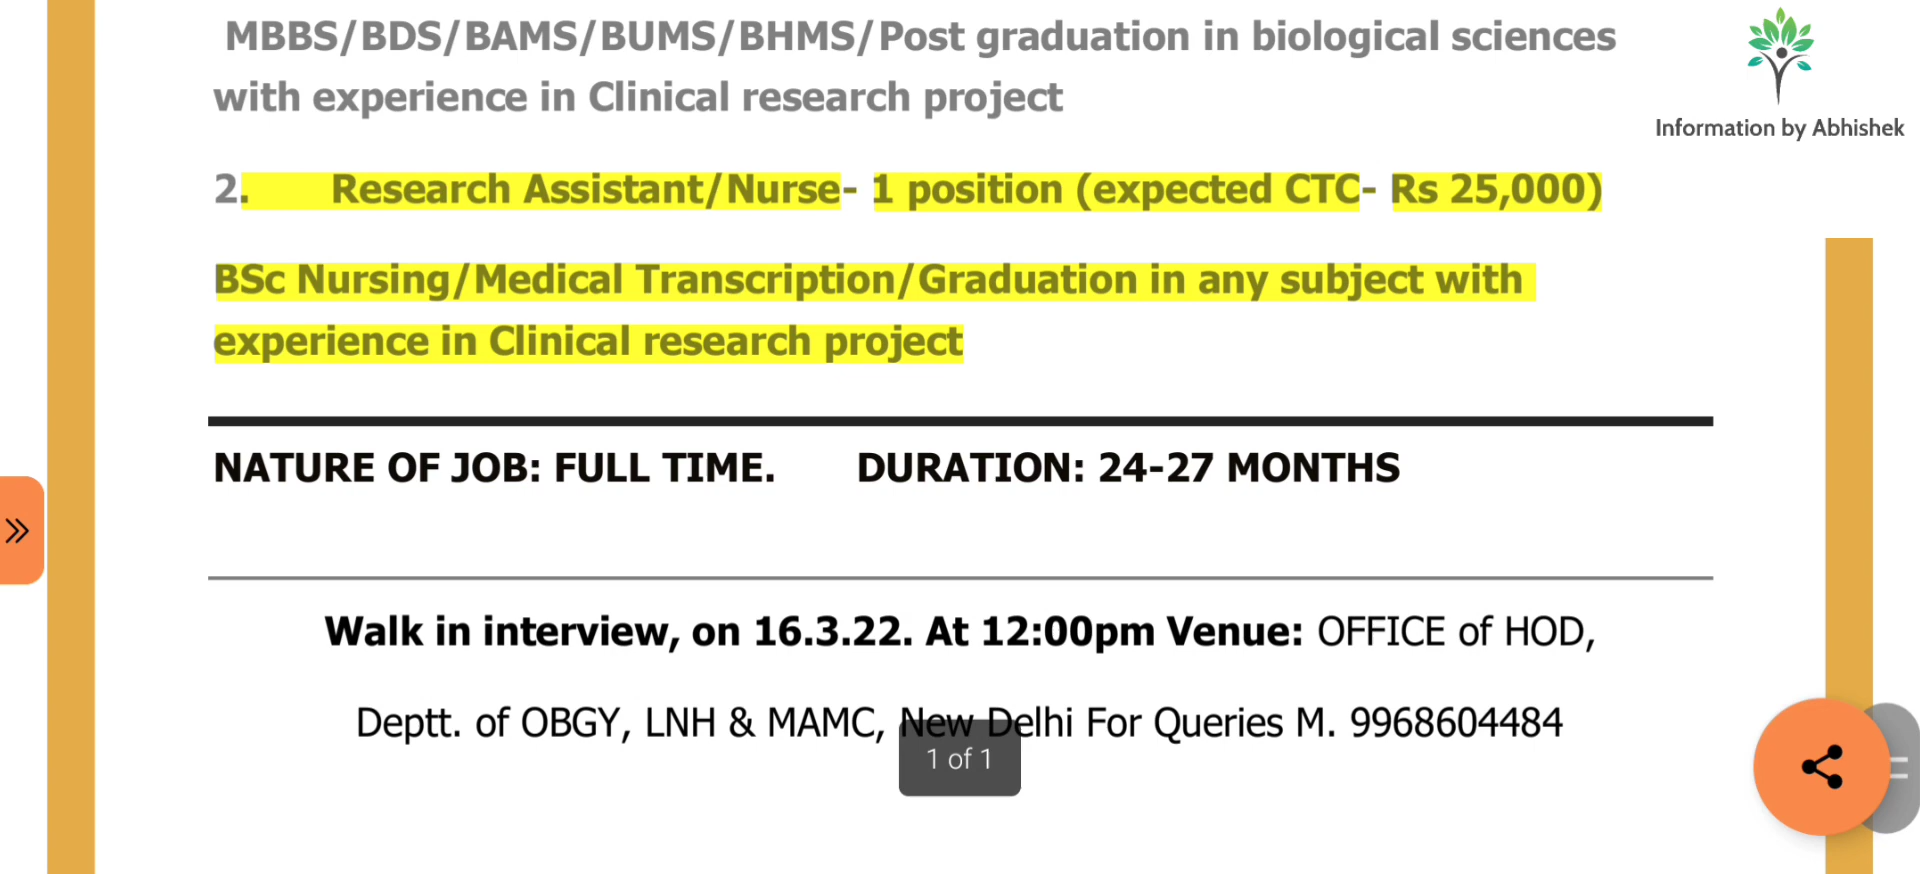 MBBS/BDS/BAMS/BUMS/BHMS/Post graduation in biological sciences
with experience in Clinical research project
Information by Abhishek
2. Research Assistant/Nurse- 1 position (expected CTC- Rs 25,000)
BSc Nursing/Medical Transcription/Graduation in any subject with
experience in Clinical research project
NATURE OF JOB: FULL TIME. DURATION: 24-27 MONTHS
Walk in interview, on 16.3.22. At 12:00pm Venue: OFFICE of HOD,
Deptt. of OBGY, LNH & MAMC, New Delhi For Queries M. 9968604484
1 of 1